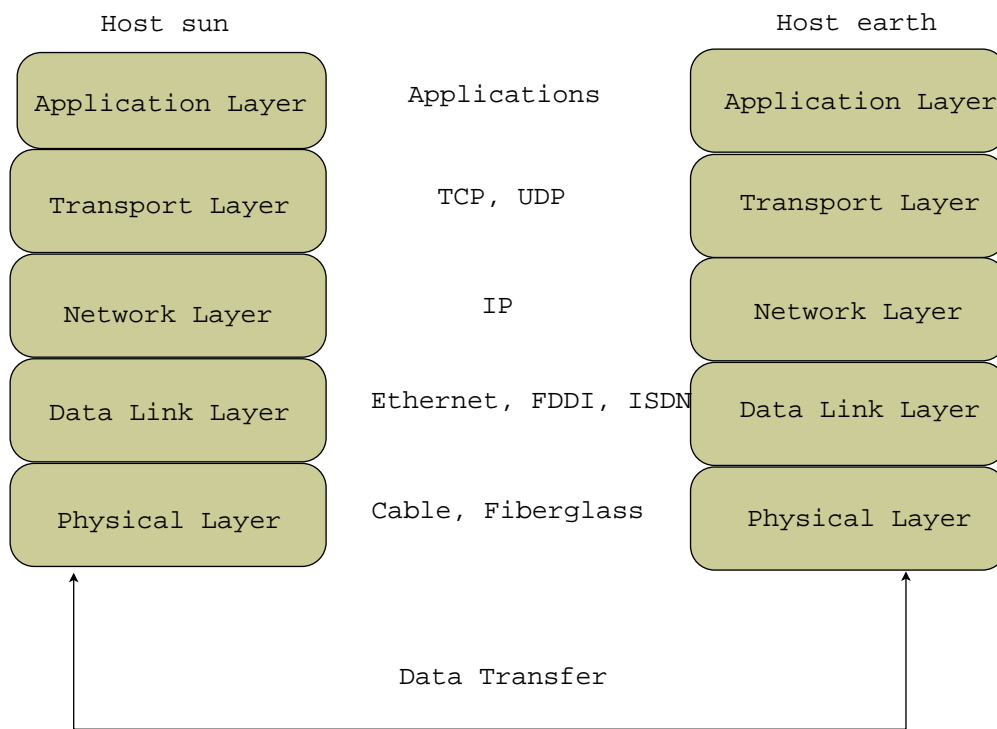 Host sun
Host earth
Application Layer
Applications
Application Layer
Transport Layer
TCP, UDP
Transport Layer
Network Layer
IP
Network Layer
Data Link Layer
Ethernet, FDDI, ISDN
Data Link Layer
Physical Layer
Cable, Fiberglass
Physical Layer
Data Transfer